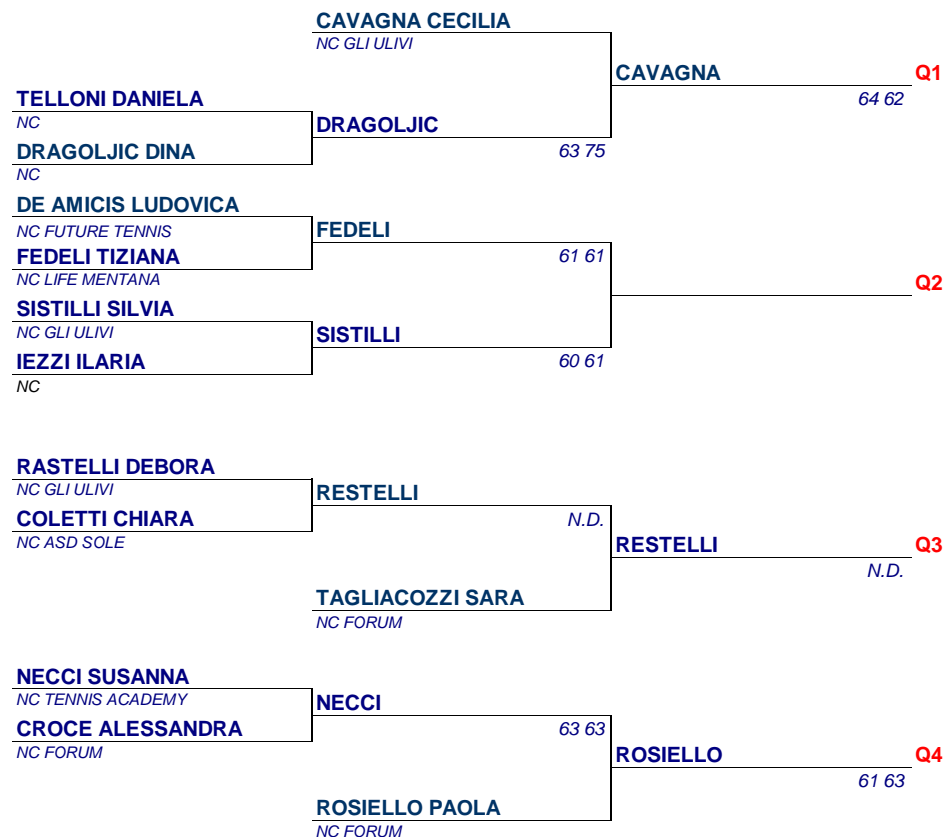 CAVAGNA CECILIA
NC GLI ULIVI
CAVAGNA Q1
64 62
TELLONI DANIELA
NC
DRAGOLJIC
63 75
DRAGOLJIC DINA
NC
DE AMICIS LUDOVICA
NC FUTURE TENNIS
FEDELI
61 61
FEDELI TIZIANA
NC LIFE MENTANA
Q2
SISTILLI SILVIA
NC GLI ULIVI
SISTILLI
60 61
IEZZI ILARIA
NC
RASTELLI DEBORA
NC GLI ULIVI
RESTELLI
N.D.
COLETTI CHIARA
NC ASD SOLE
RESTELLI Q3
N.D.
TAGLIACOZZI SARA
NC FORUM
NECCI SUSANNA
NC TENNIS ACADEMY
NECCI
63 63
CROCE ALESSANDRA
NC FORUM
ROSIELLO Q4
61 63
ROSIELLO PAOLA
NC FORUM